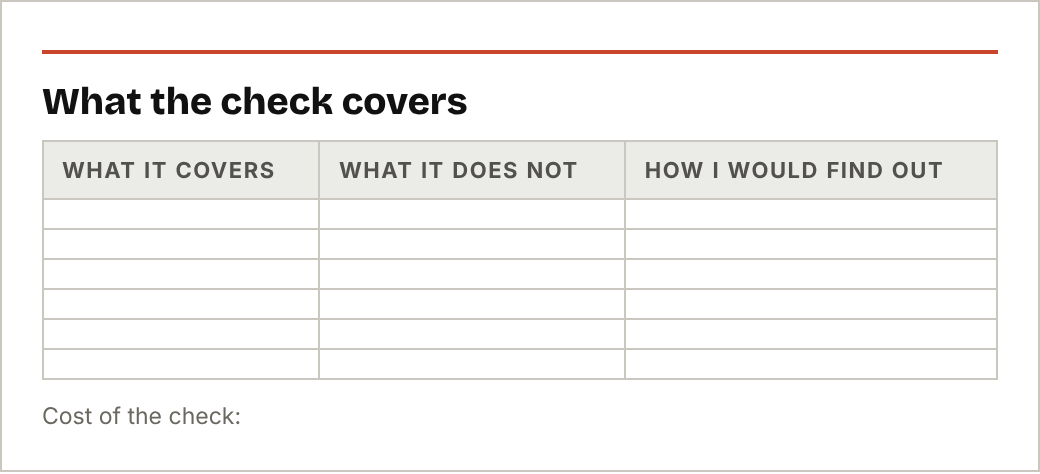 What the check covers
WHAT IT COVERS
WHAT IT DOES NOT
HOW I WOULD FIND OUT
Cost of the check: